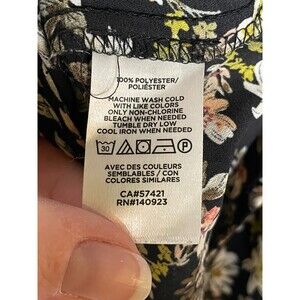 100% POLYESTER/
POLIÉSTER
MACHINE WASH COLD
WITH LIKE COLORS
ONLY NON-CHLORINE
BLEACH WHEN NEEDED
TUMBLE DRY LOW
COOL IRON WHEN NEEDED
30
P
AVEC DES COULEURS
SEMBLABLES / CON
COLORES SIMILARES
CA#57421
RN#140923